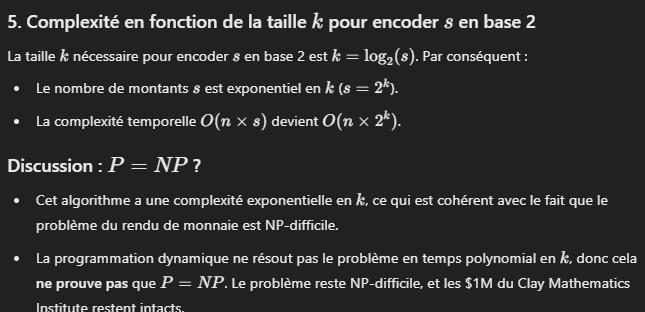 5. Complexité en fonction de la taille k pour encoder s en base 2
La taille k nécessaire pour encoder s en base 2 est k = log₂(s). Par conséquent :
• Le nombre de montants s est exponentiel en k (s = 2ᵏ).
• La complexité temporelle O(n × s) devient O(n × 2ᵏ).
Discussion : P = NP ?
• Cet algorithme a une complexité exponentielle en k, ce qui est cohérent avec le fait que le
problème du rendu de monnaie est NP-difficile.
• La programmation dynamique ne résout pas le problème en temps polynomial en k, donc cela
ne prouve pas que P = NP. Le problème reste NP-difficile, et les $1M du Clay Mathematics
Institute restent intacts.